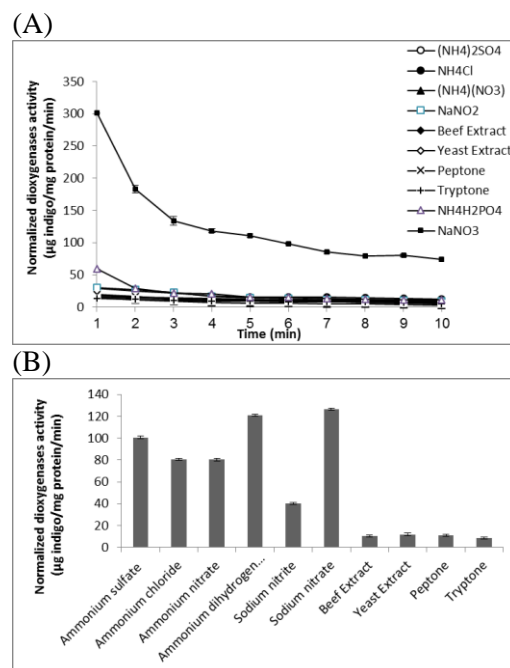 (A)
Normalized dioxygenases activity
(µg indigo/mg protein/min)
350
300
250
200
150
100
50
0
1 2 3 4 5 6 7 8 9 10
Time (min)
(NH4)2SO4
NH4Cl
(NH4)(NO3)
NaNO2
Beef Extract
Yeast Extract
Peptone
Tryptone
NH4H2PO4
NaNO3
(B)
Normalized dioxygenases activity
(µg indigo/mg protein/min)
140
120
100
80
60
40
20
0
Ammonium sulfate
Ammonium chloride
Ammonium nitrate
Ammonium dihydrogen...
Sodium nitrite
Sodium nitrate
Beef Extract
Yeast Extract
Peptone
Tryptone